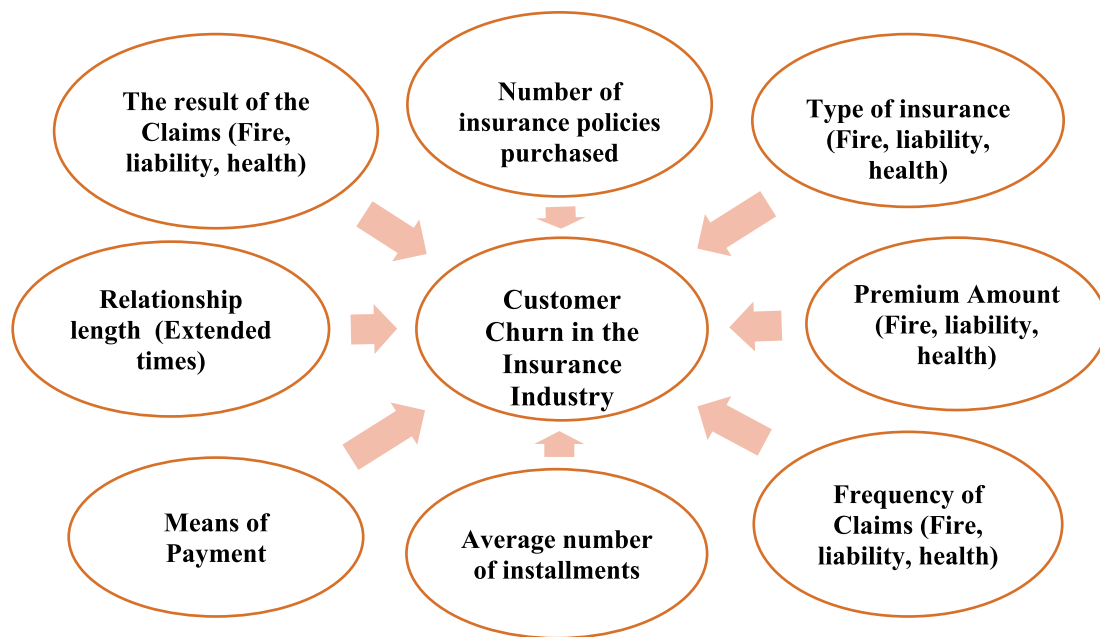 The result of the
Claims (Fire,
liability, health)
Number of
insurance policies
purchased
Type of insurance
(Fire, liability,
health)
Relationship
length (Extended
times)
Customer
Churn in the
Insurance
Industry
Premium Amount
(Fire, liability,
health)
Means of
Payment
Average number
of installments
Frequency of
Claims (Fire,
liability, health)